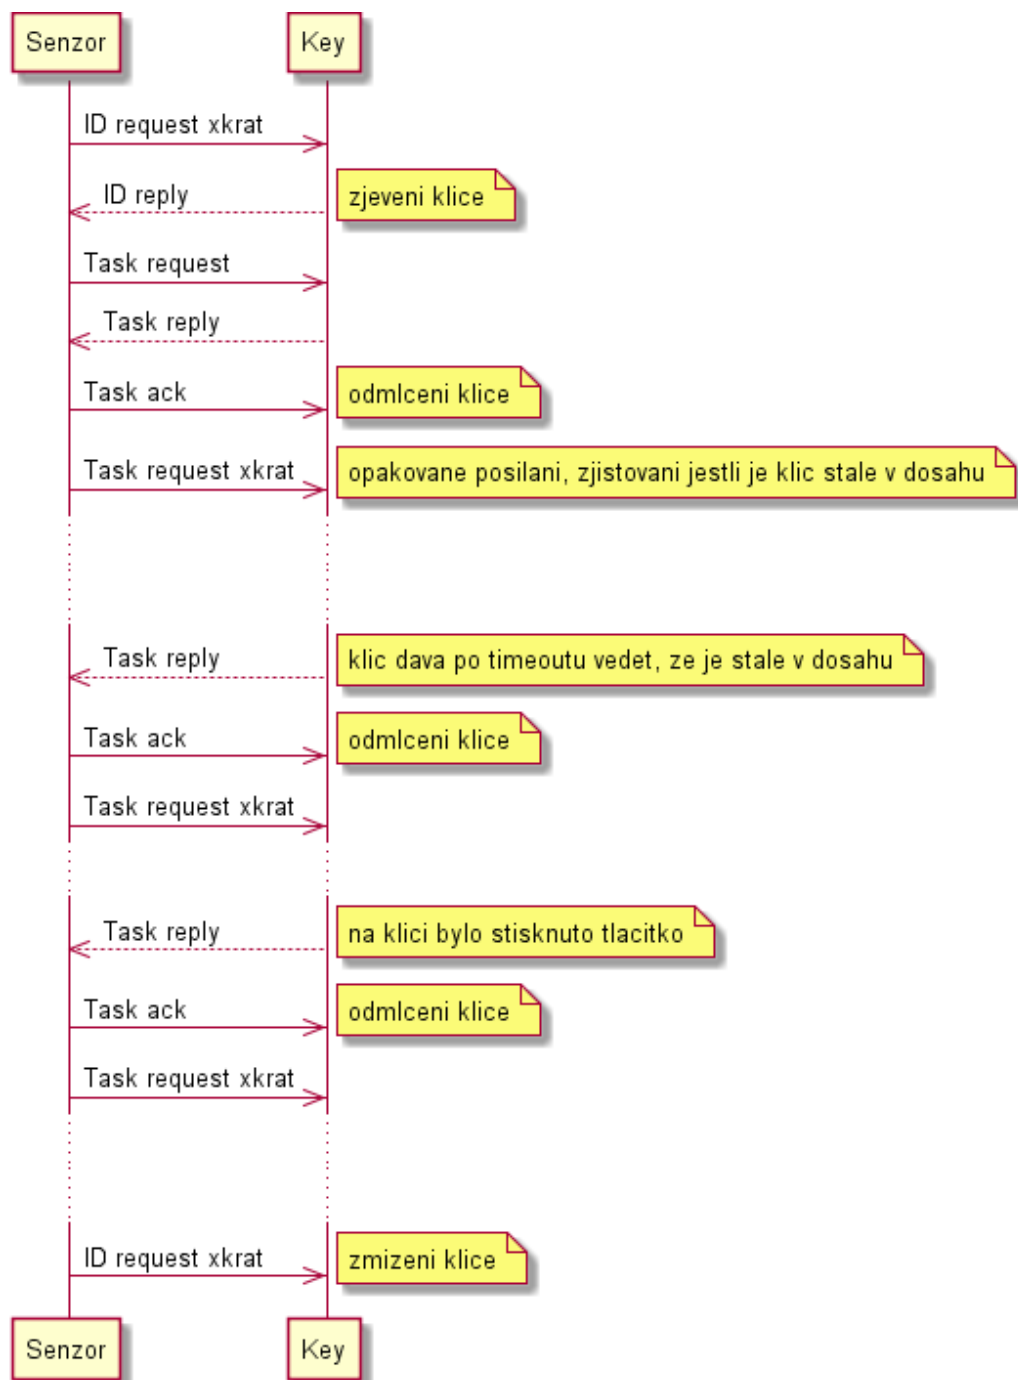 Senzor
Key
ID request xkrat
ID reply
zjeveni klice
Task request
Task reply
Task ack
odmlceni klice
Task request xkrat
opakovane posilani, zjistovani jestli je klic stale v dosahu
Task reply
klic dava po timeoutu vedet, ze je stale v dosahu
Task ack
odmlceni klice
Task request xkrat
Task reply
na klici bylo stisknuto tlacitko
Task ack
odmlceni klice
Task request xkrat
ID request xkrat
zmizeni klice
Senzor
Key